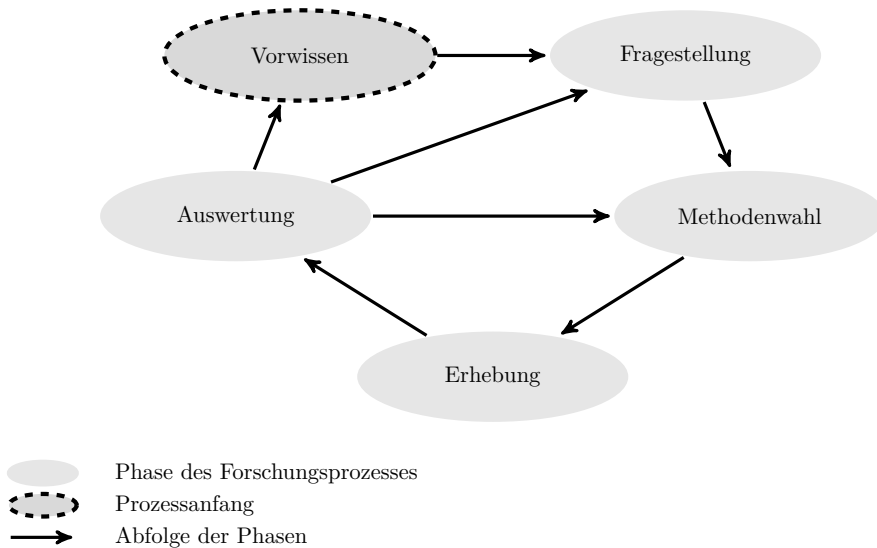 Vorwissen
Fragestellung
Auswertung
Methodenwahl
Erhebung
Phase des Forschungsprozesses
Prozessanfang
Abfolge der Phasen